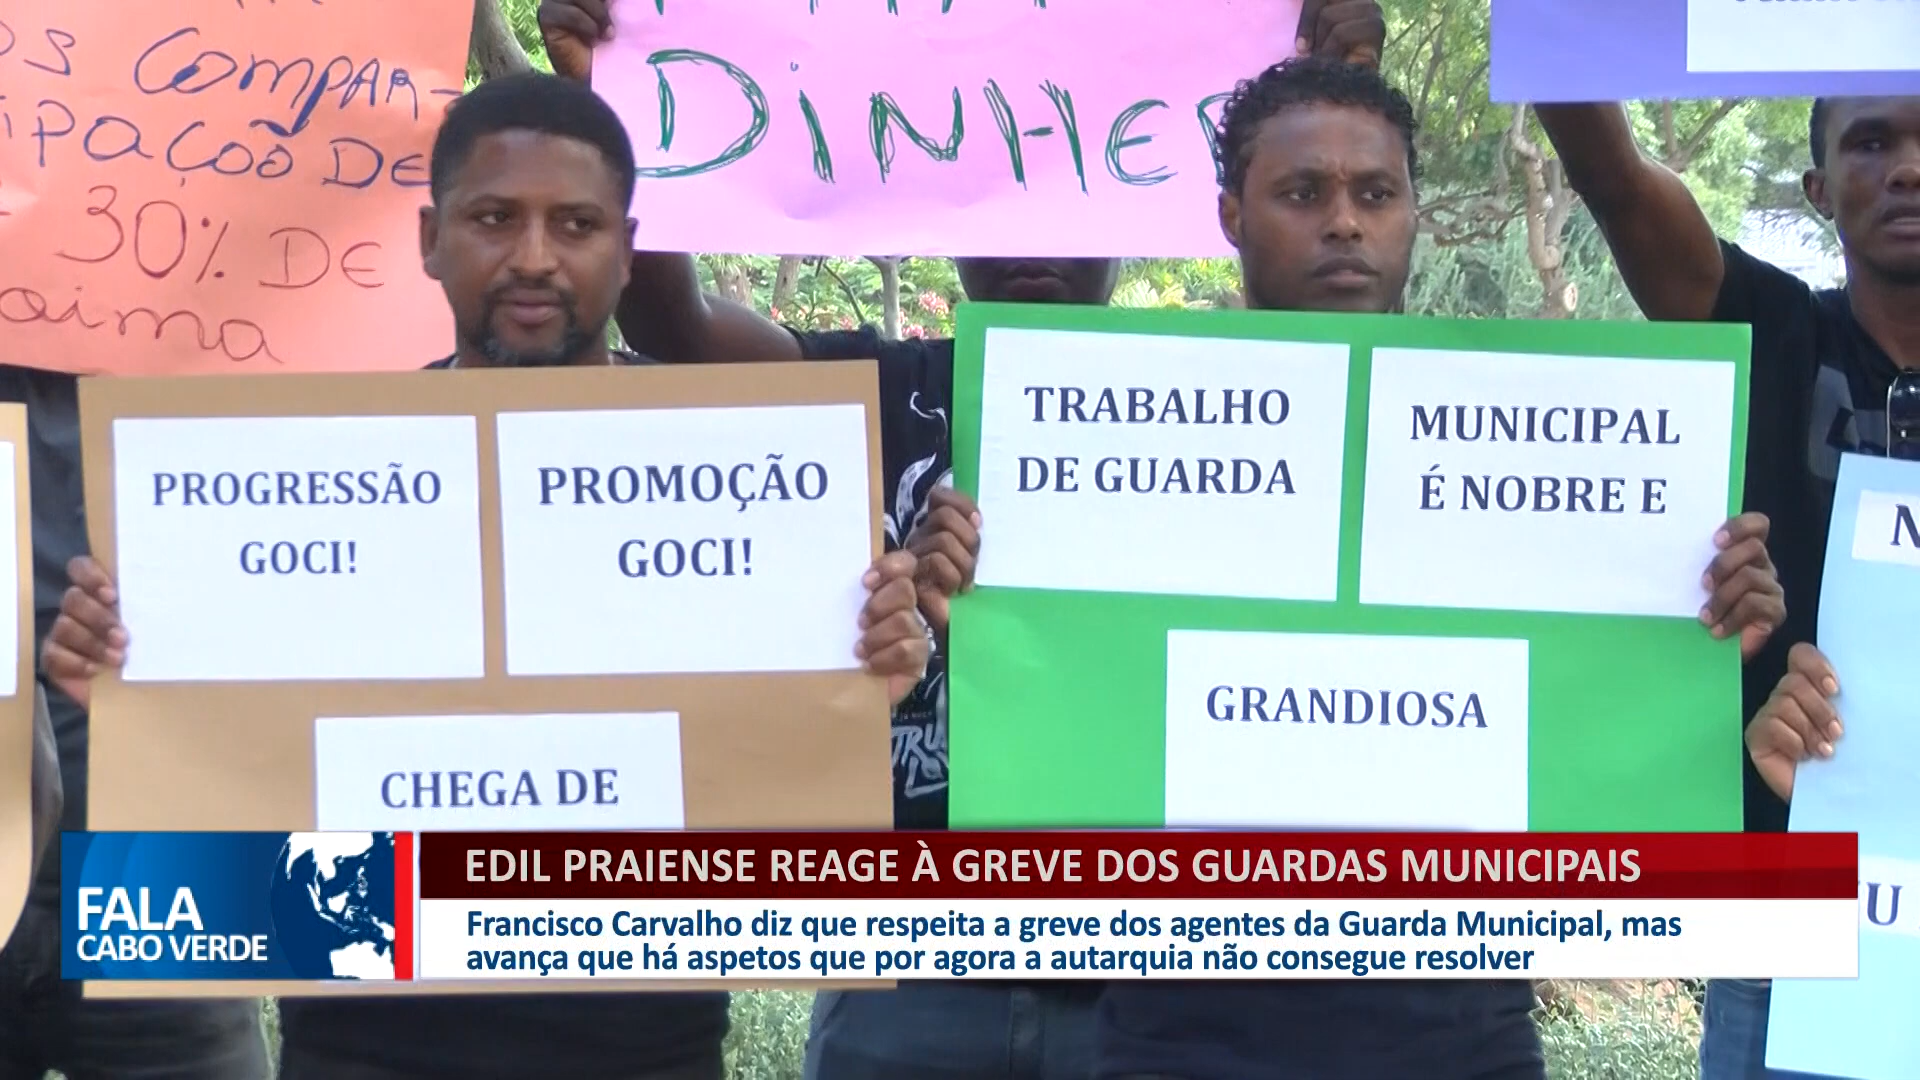 COMPAR-
IPAÇÕO DE
30% DE
aima
DINHE
PROGRESSÃO
GOCI!
PROMOÇÃO
GOCI!
CHEGA DE
TRABALHO
DE GUARDA
MUNICIPAL
É NOBRE E
GRANDIOSA
N
U
FALA
CABO VERDE
EDIL PRAIENSE REAGE À GREVE DOS GUARDAS MUNICIPAIS
Francisco Carvalho diz que respeita a greve dos agentes da Guarda Municipal, mas
avança que há aspetos que por agora a autarquia não consegue resolver